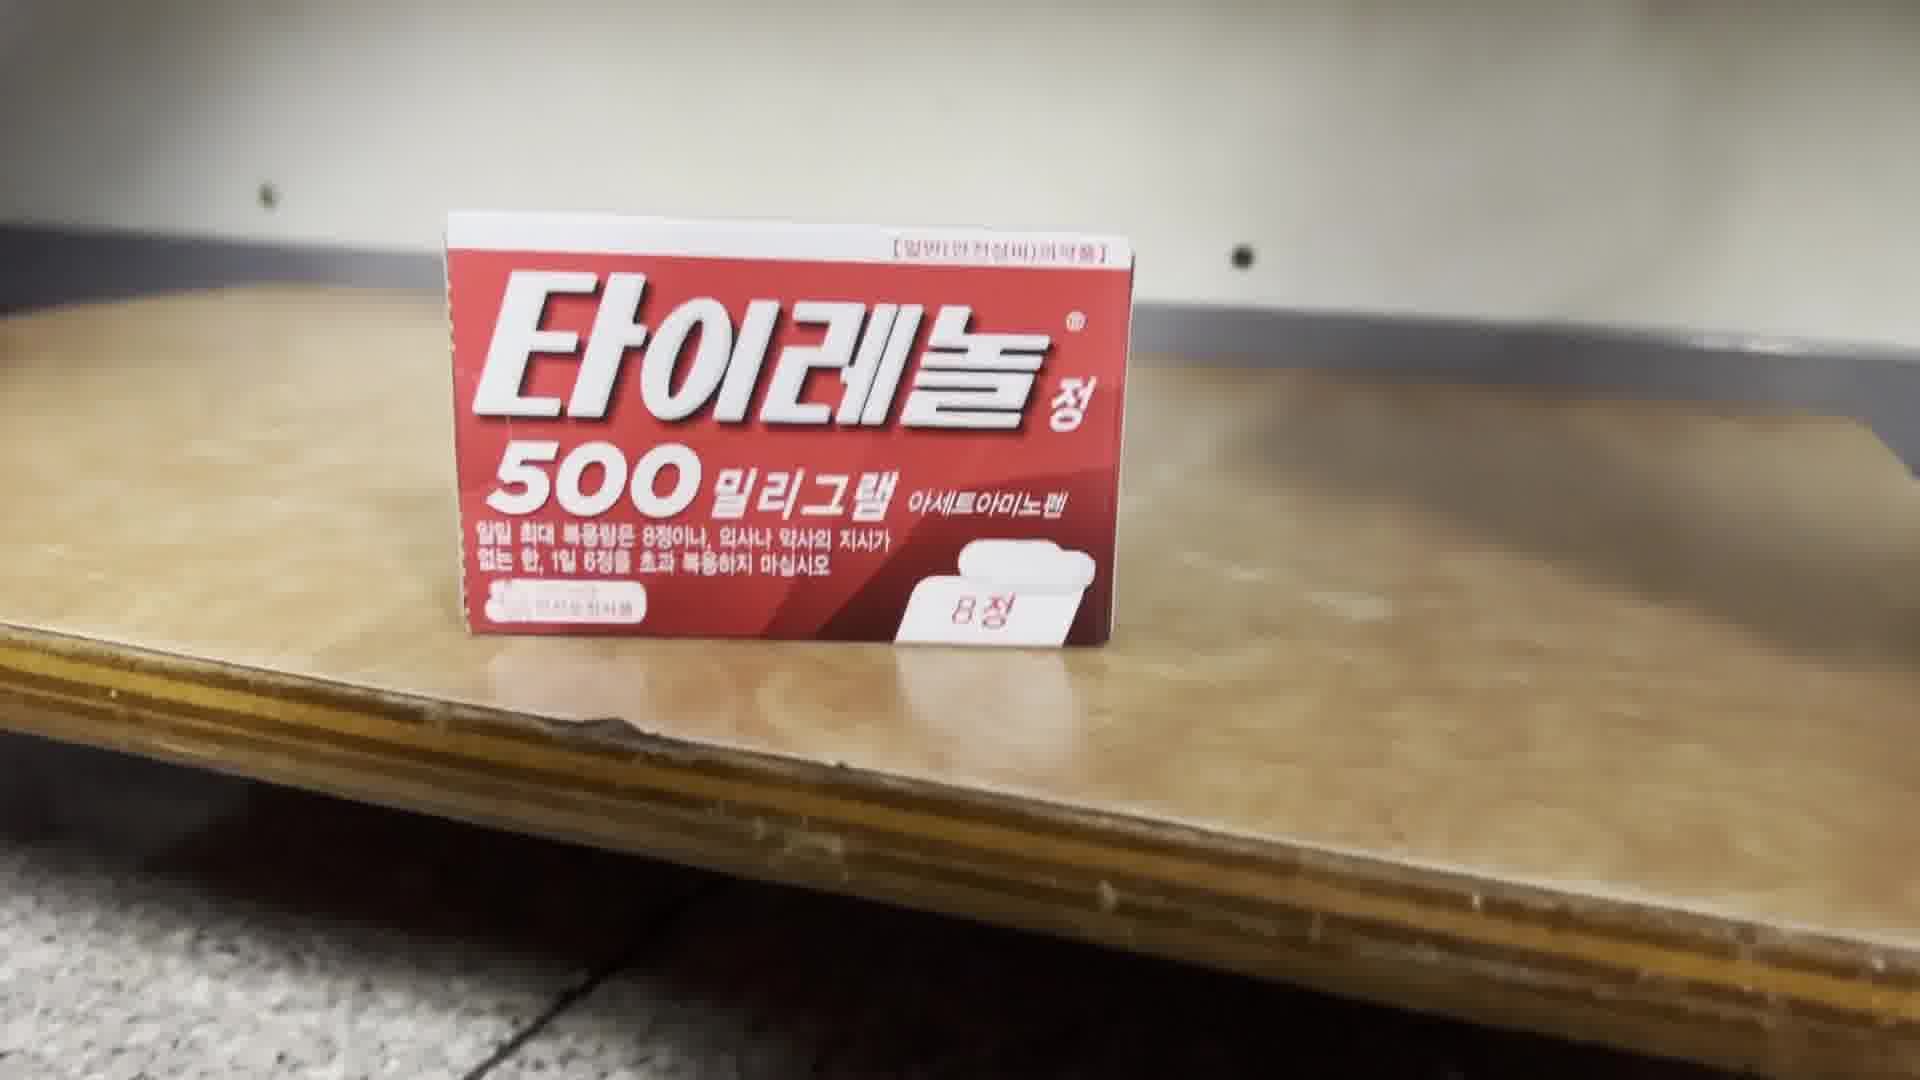 [일반(안전상비)의약품]
타이레놀®정
500 밀리그램 아세트아미노펜
일일 최대 복용량은 8정이나, 의사나 약사의 지시가
없는 한, 1일 6정을 초과 복용하지 마십시오
8정